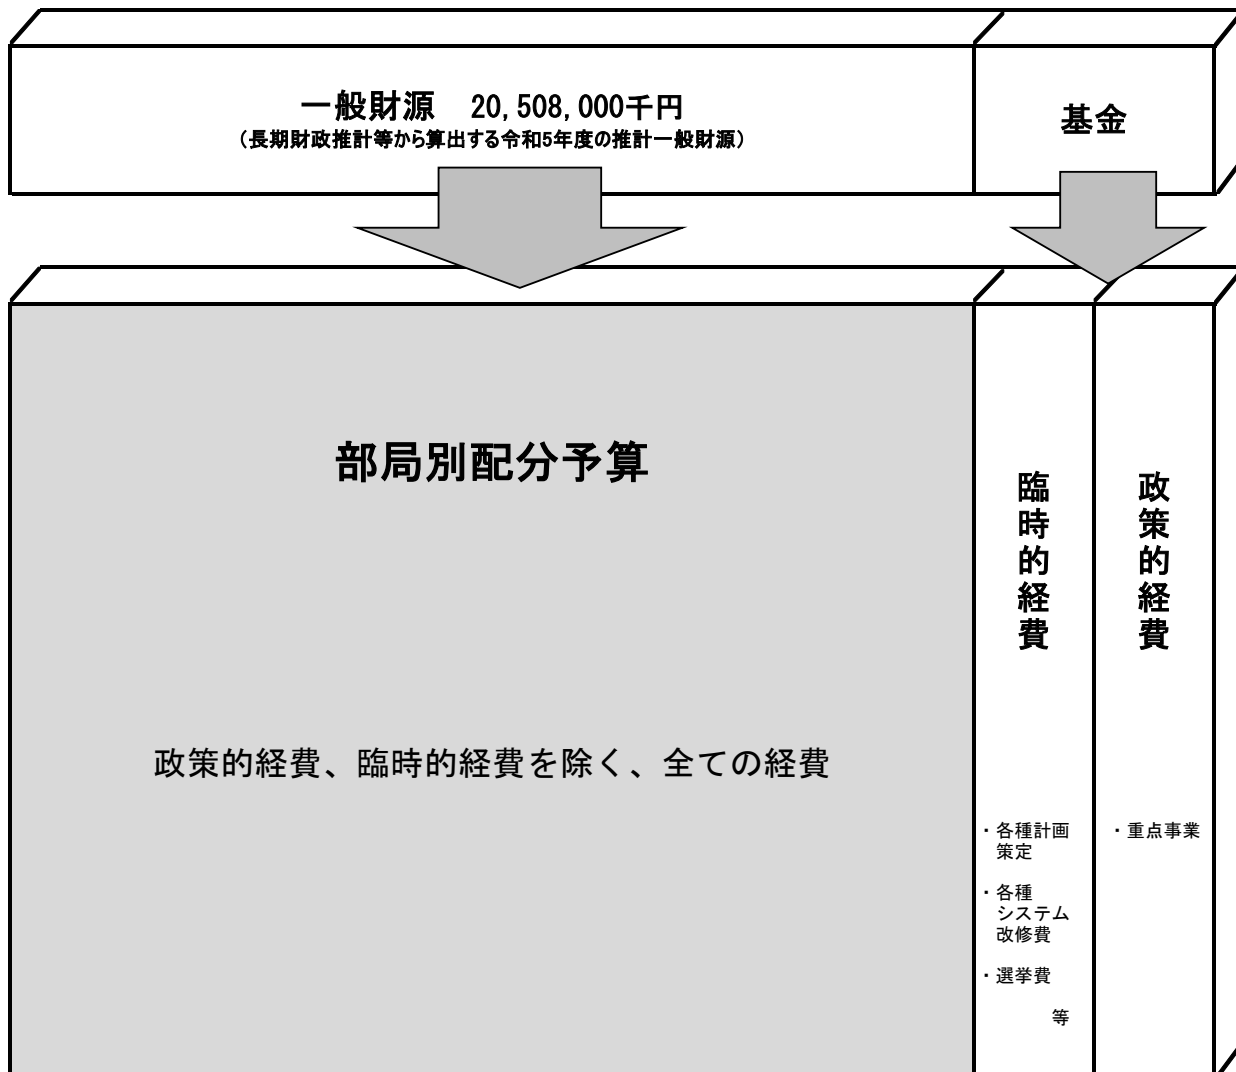 一般財源　20,508,000千円
（長期財政推計等から算出する令和5年度の推計一般財源）
基金
部局別配分予算
政策的経費、臨時的経費を除く、全ての経費
臨時的経費
・各種計画
策定
・各種
システム
改修費
・選挙費
等
政策的経費
・重点事業